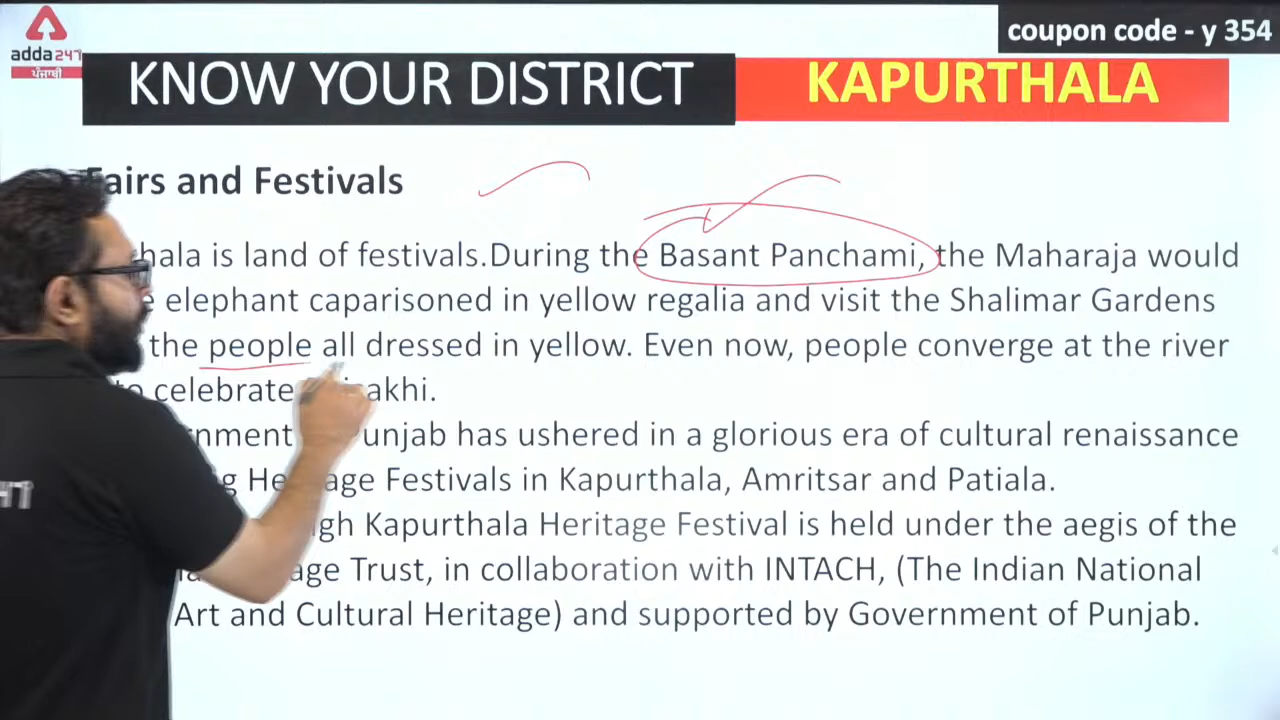 adda247
ਪੰਜਾਬੀ
coupon code - y 354
KNOW YOUR DISTRICT
KAPURTHALA
Fairs and Festivals
hala is land of festivals.During the Basant Panchami, the Maharaja would
elephant caparisoned in yellow regalia and visit the Shalimar Gardens
the people all dressed in yellow. Even now, people converge at the river
to celebrate akhi.
nment unjab has ushered in a glorious era of cultural renaissance
g He age Festivals in Kapurthala, Amritsar and Patiala.
gh Kapurthala Heritage Festival is held under the aegis of the
age Trust, in collaboration with INTACH, (The Indian National
Art and Cultural Heritage) and supported by Government of Punjab.